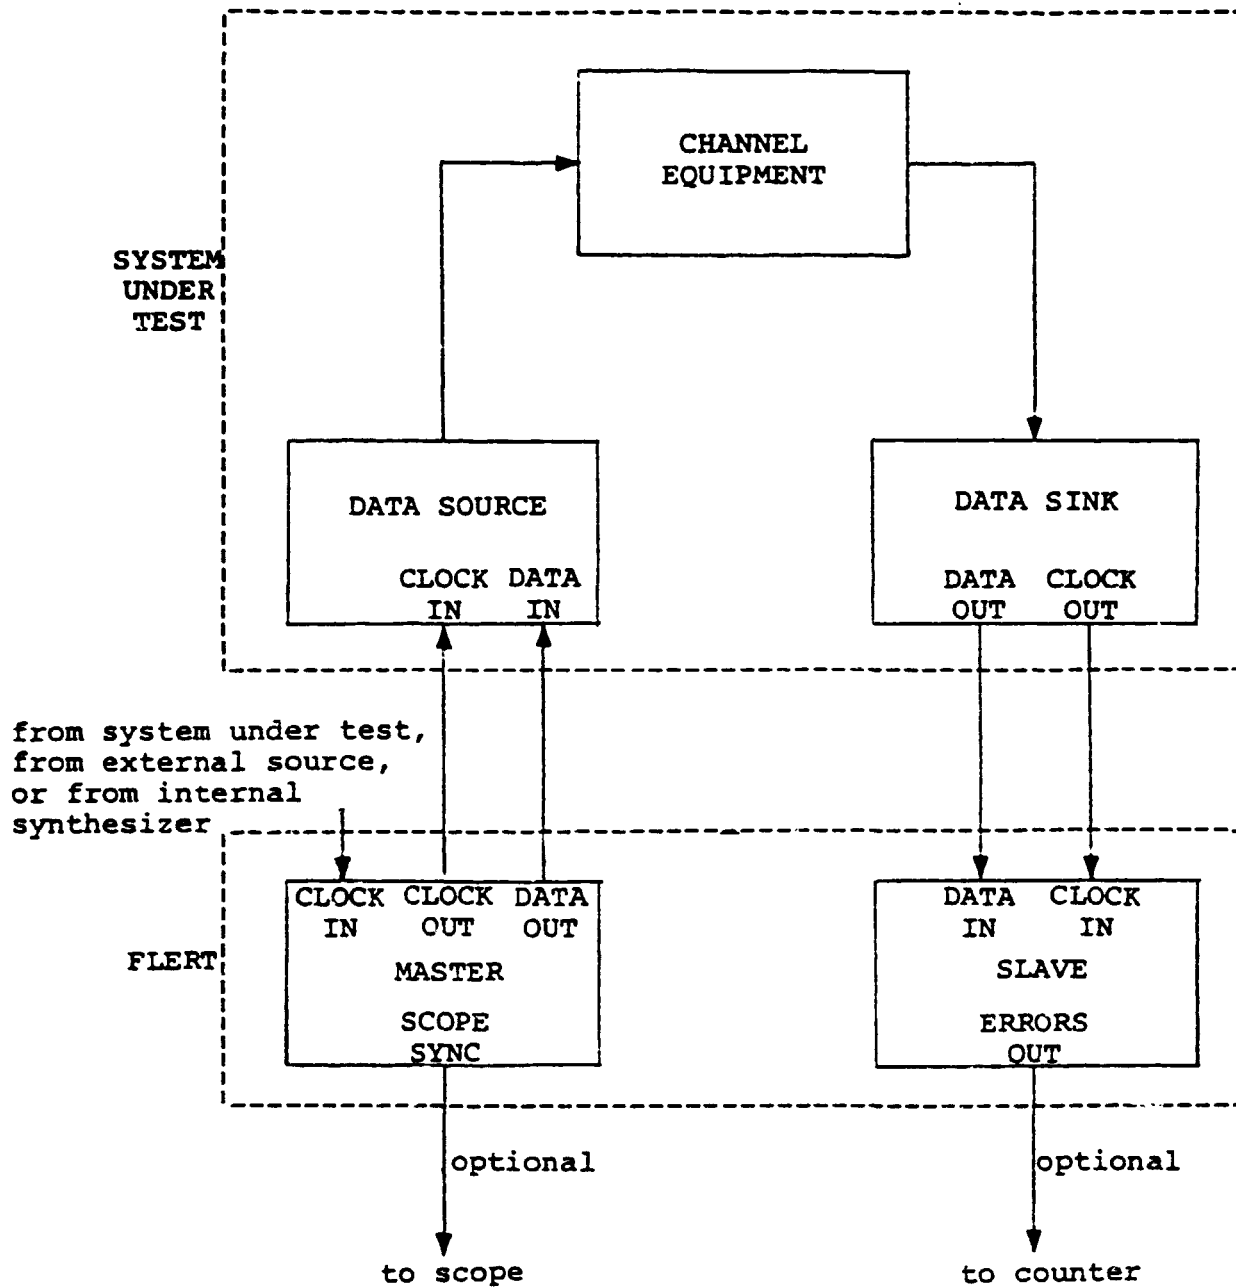 CHANNEL
EQUIPMENT
SYSTEM
UNDER
TEST
DATA SOURCE
CLOCK
IN
DATA
IN
DATA SINK
DATA
OUT
CLOCK
OUT
from system under test,
from external source,
or from internal
synthesizer
FLERT
CLOCK
IN
CLOCK
OUT
DATA
OUT
MASTER
SCOPE
SYNC
DATA
IN
CLOCK
IN
SLAVE
ERRORS
OUT
optional
optional
to scope
to counter